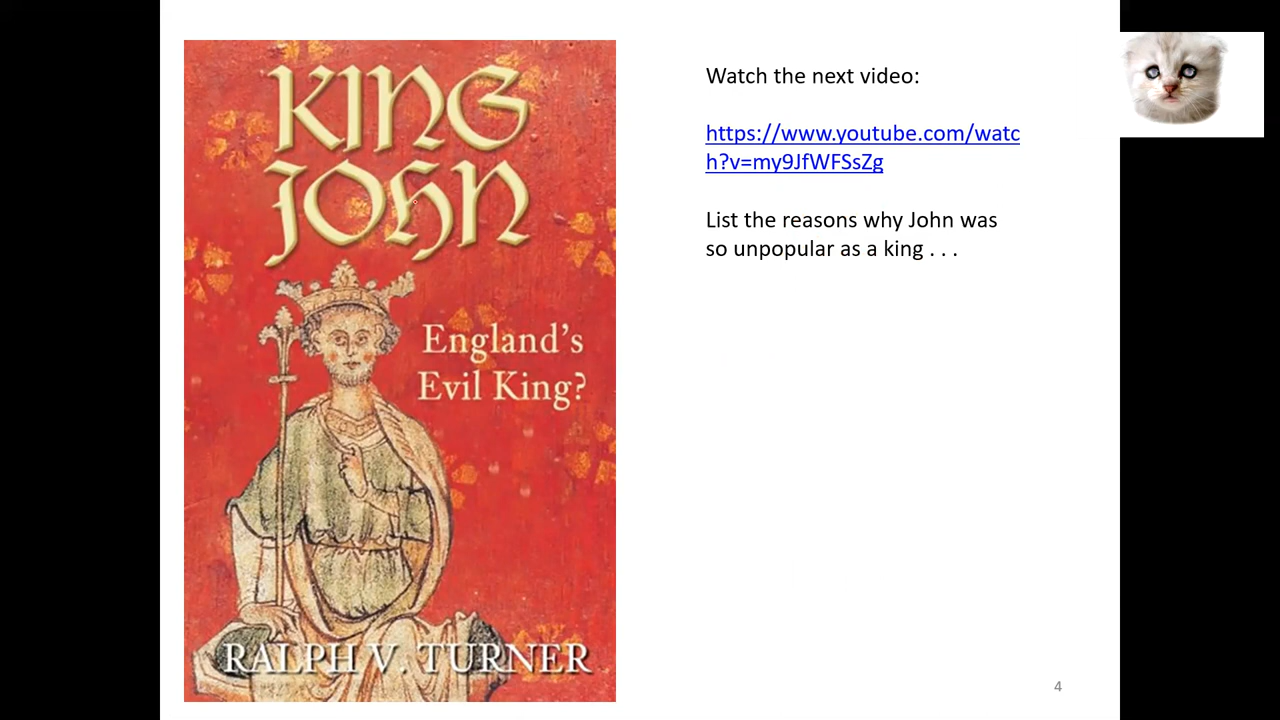 KING
JOHN
England's
Evil King?
RALPH V. TURNER
Watch the next video:
https://www.youtube.com/watc
h?v=my9JfWFSsZg
List the reasons why John was
so unpopular as a king . . .
4